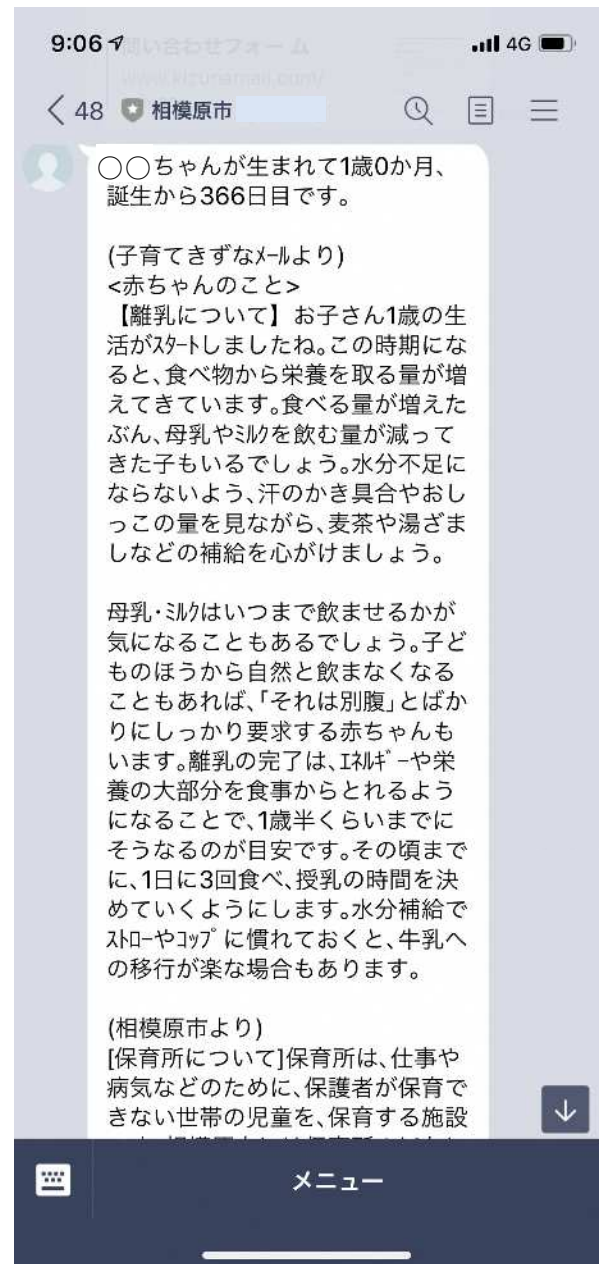 9:06
問い合わせフォーム
www.kizunamail.com/
4G
48 相模原市
〇〇ちゃんが生まれて1歳0か月、
誕生から366日目です。
(子育てきずなﾒｰﾙより)
<赤ちゃんのこと>
【離乳について】お子さん1歳の生
活がｽﾀｰﾄしましたね。この時期にな
ると、食べ物から栄養を取る量が増
えてきています。食べる量が増えた
ぶん、母乳やﾐﾙｸを飲む量が減って
きた子もいるでしょう。水分不足に
ならないよう、汗のかき具合やおし
っこの量を見ながら、麦茶や湯ざま
しなどの補給を心がけましょう。
母乳・ﾐﾙｸはいつまで飲ませるかが
気になることもあるでしょう。子ど
ものほうから自然と飲まなくなる
こともあれば、｢それは別腹｣とばか
りにしっかり要求する赤ちゃんも
います。離乳の完了は、ｴﾈﾙｷﾞｰや栄
養の大部分を食事からとれるよう
になることで、1歳半くらいまでに
そうなるのが目安です。その頃まで
に、1日に3回食べ、授乳の時間を決
めていくようにします。水分補給で
ｽﾄﾛｰやｺｯﾌﾟに慣れておくと、牛乳へ
の移行が楽な場合もあります。
(相模原市より)
[保育所について]保育所は、仕事や
病気などのために、保護者が保育で
きない世帯の児童を、保育する施設
メニュー